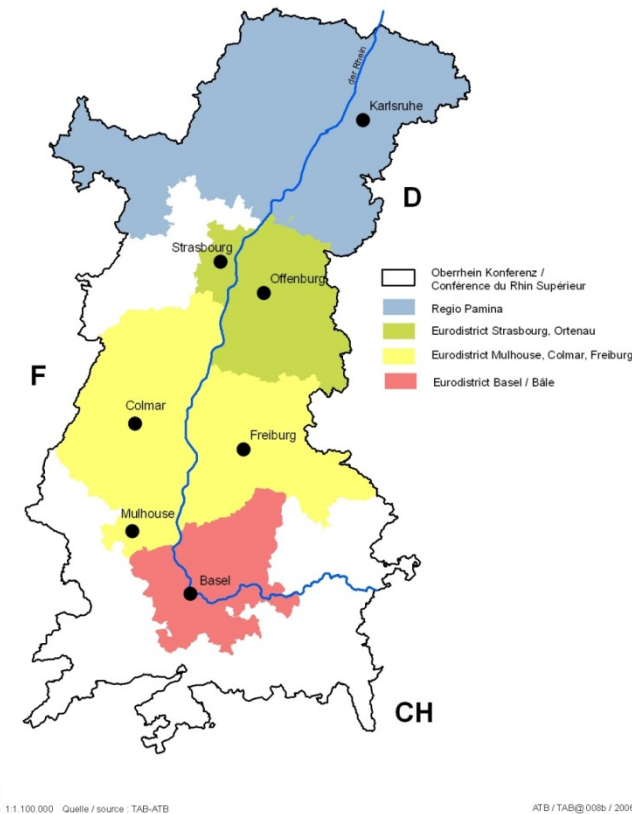 der Rhein
Karlsruhe
D
Strasbourg
Offenburg
Oberrhein Konferenz /
Conférence du Rhin Supérieur
Regio Pamina
Eurodistrict Strasbourg, Ortenau
Eurodistrict Mulhouse, Colmar, Freiburg
Eurodistrict Basel / Bâle
F
Colmar
Freiburg
Mulhouse
Basel
CH
1:1.100.000 Quelle / source : TAB-ATB
ATB / TAB@008b / 2006